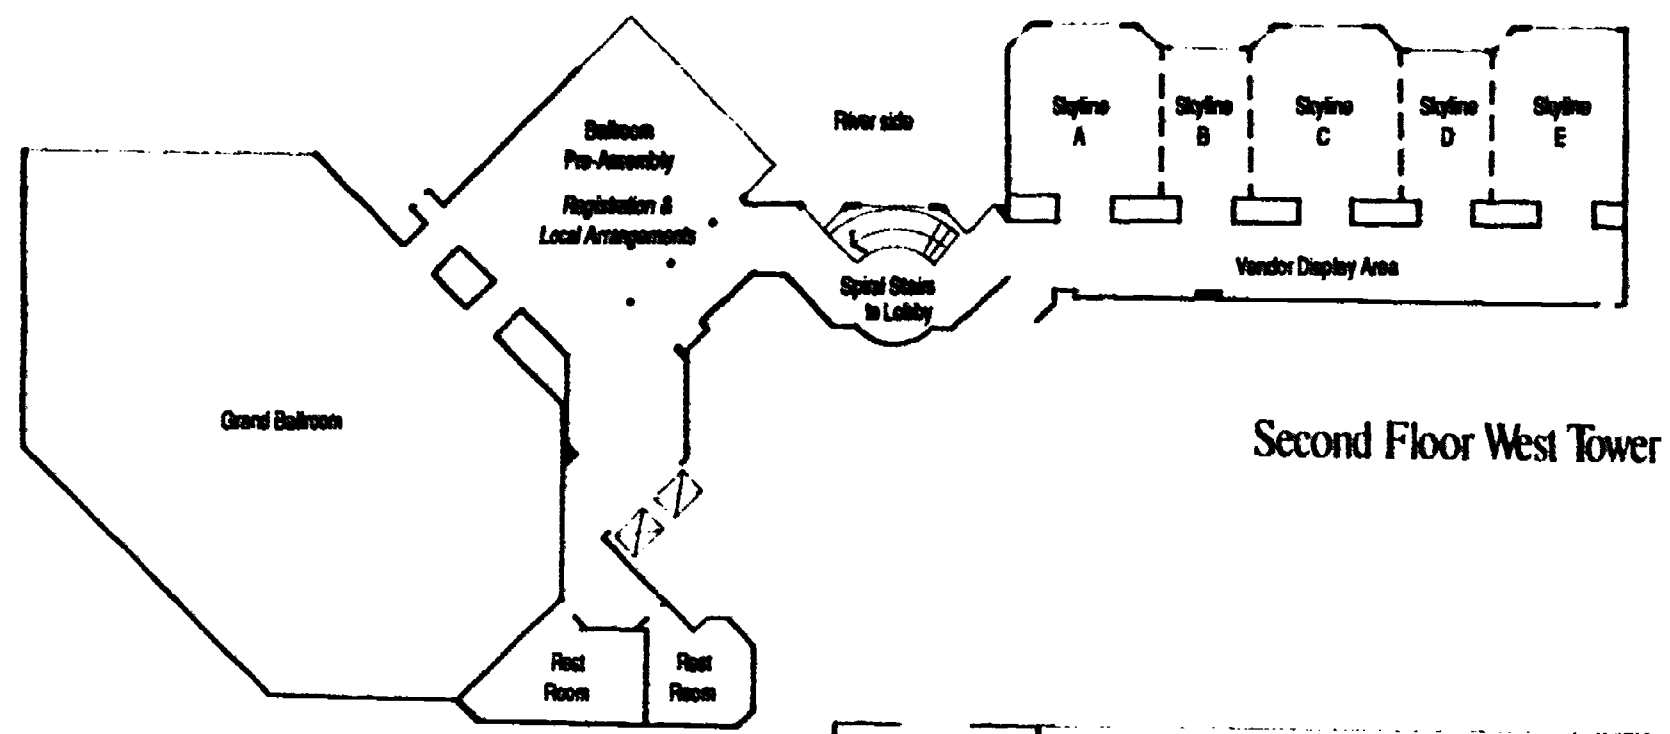 Ballroom
Pre-Assembly
Registration &
Local Arrangements
River side
Skyline
A
Skyline
B
Skyline
C
Skyline
D
Skyline
E
Spiral Stairs
to Lobby
Vendor Display Area
Grand Ballroom
Second Floor West Tower
Rest
Room
Rest
Room